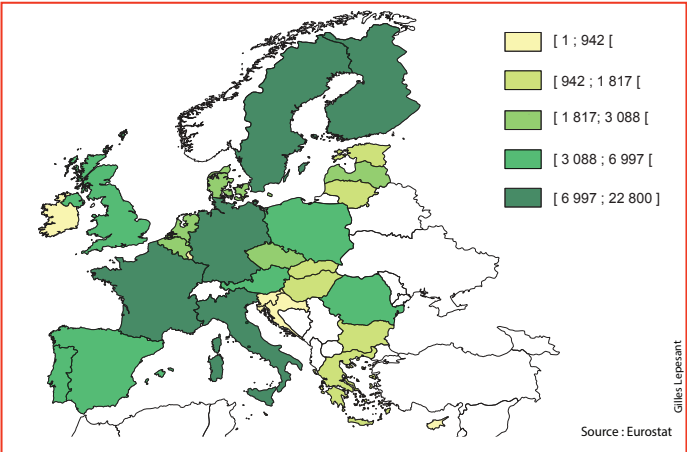 [ 1 ; 942 [
[ 942 ; 1 817 [
[ 1 817; 3 088 [
[ 3 088 ; 6 997 [
[ 6 997 ; 22 800 ]
Gilles Lepesant
Source : Eurostat